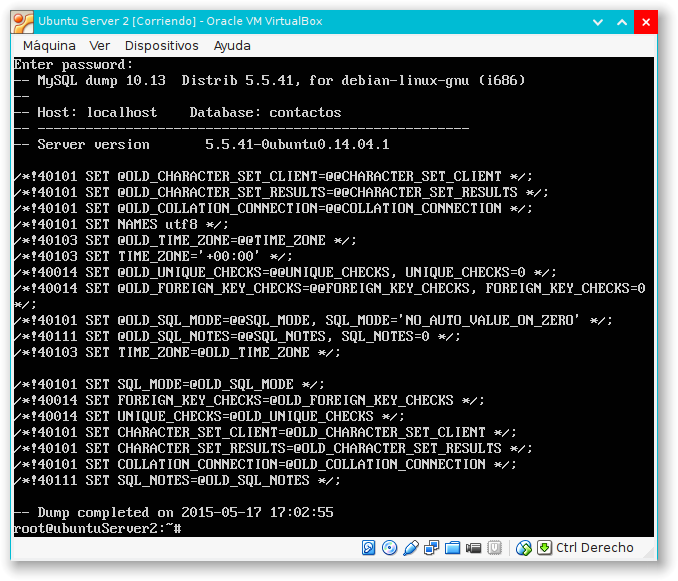 Ubuntu Server 2 [Corriendo] - Oracle VM VirtualBox
Máquina Ver Dispositivos Ayuda
Enter password:
-- MySQL dump 10.13  Distrib 5.5.41, for debian-linux-gnu (i686)
--
-- Host: localhost    Database: contactos
-- ------------------------------------------------------
-- Server version       5.5.41-0ubuntu0.14.04.1

/*!40101 SET @OLD_CHARACTER_SET_CLIENT=@@CHARACTER_SET_CLIENT */;
/*!40101 SET @OLD_CHARACTER_SET_RESULTS=@@CHARACTER_SET_RESULTS */;
/*!40101 SET @OLD_COLLATION_CONNECTION=@@COLLATION_CONNECTION */;
/*!40101 SET NAMES utf8 */;
/*!40103 SET @OLD_TIME_ZONE=@@TIME_ZONE */;
/*!40103 SET TIME_ZONE='+00:00' */;
/*!40014 SET @OLD_UNIQUE_CHECKS=@@UNIQUE_CHECKS, UNIQUE_CHECKS=0 */;
/*!40014 SET @OLD_FOREIGN_KEY_CHECKS=@@FOREIGN_KEY_CHECKS, FOREIGN_KEY_CHECKS=0
*/;
/*!40101 SET @OLD_SQL_MODE=@@SQL_MODE, SQL_MODE='NO_AUTO_VALUE_ON_ZERO' */;
/*!40111 SET @OLD_SQL_NOTES=@@SQL_NOTES, SQL_NOTES=0 */;
/*!40103 SET TIME_ZONE=@OLD_TIME_ZONE */;

/*!40101 SET SQL_MODE=@OLD_SQL_MODE */;
/*!40014 SET FOREIGN_KEY_CHECKS=@OLD_FOREIGN_KEY_CHECKS */;
/*!40014 SET UNIQUE_CHECKS=@OLD_UNIQUE_CHECKS */;
/*!40101 SET CHARACTER_SET_CLIENT=@OLD_CHARACTER_SET_CLIENT */;
/*!40101 SET CHARACTER_SET_RESULTS=@OLD_CHARACTER_SET_RESULTS */;
/*!40101 SET COLLATION_CONNECTION=@OLD_COLLATION_CONNECTION */;
/*!40111 SET SQL_NOTES=@OLD_SQL_NOTES */;

-- Dump completed on 2015-05-17 17:02:55
root@ubuntuServer2:~#
Ctrl Derecho